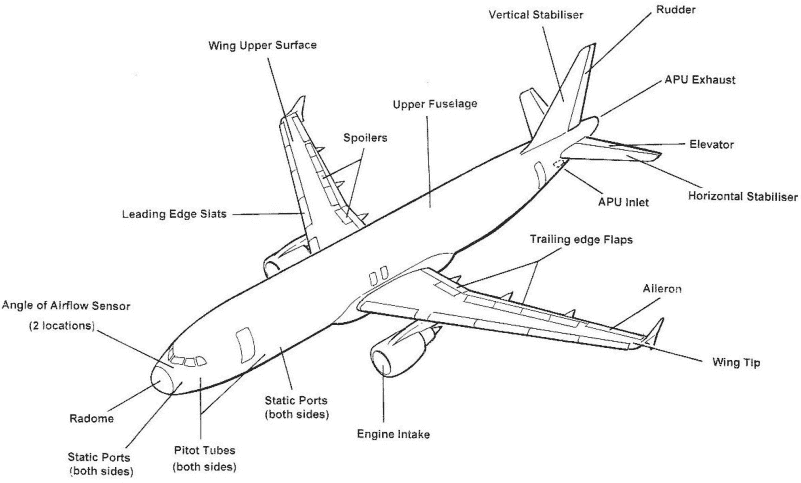 Vertical Stabiliser
Rudder
Wing Upper Surface
APU Exhaust
Upper Fuselage
Spoilers
Elevator
Horizontal Stabiliser
APU Inlet
Leading Edge Slats
Trailing edge Flaps
Aileron
Angle of Airflow Sensor
(2 locations)
Wing Tip
Static Ports
(both sides)
Radome
Engine Intake
Pitot Tubes
(both sides)
Static Ports
(both sides)